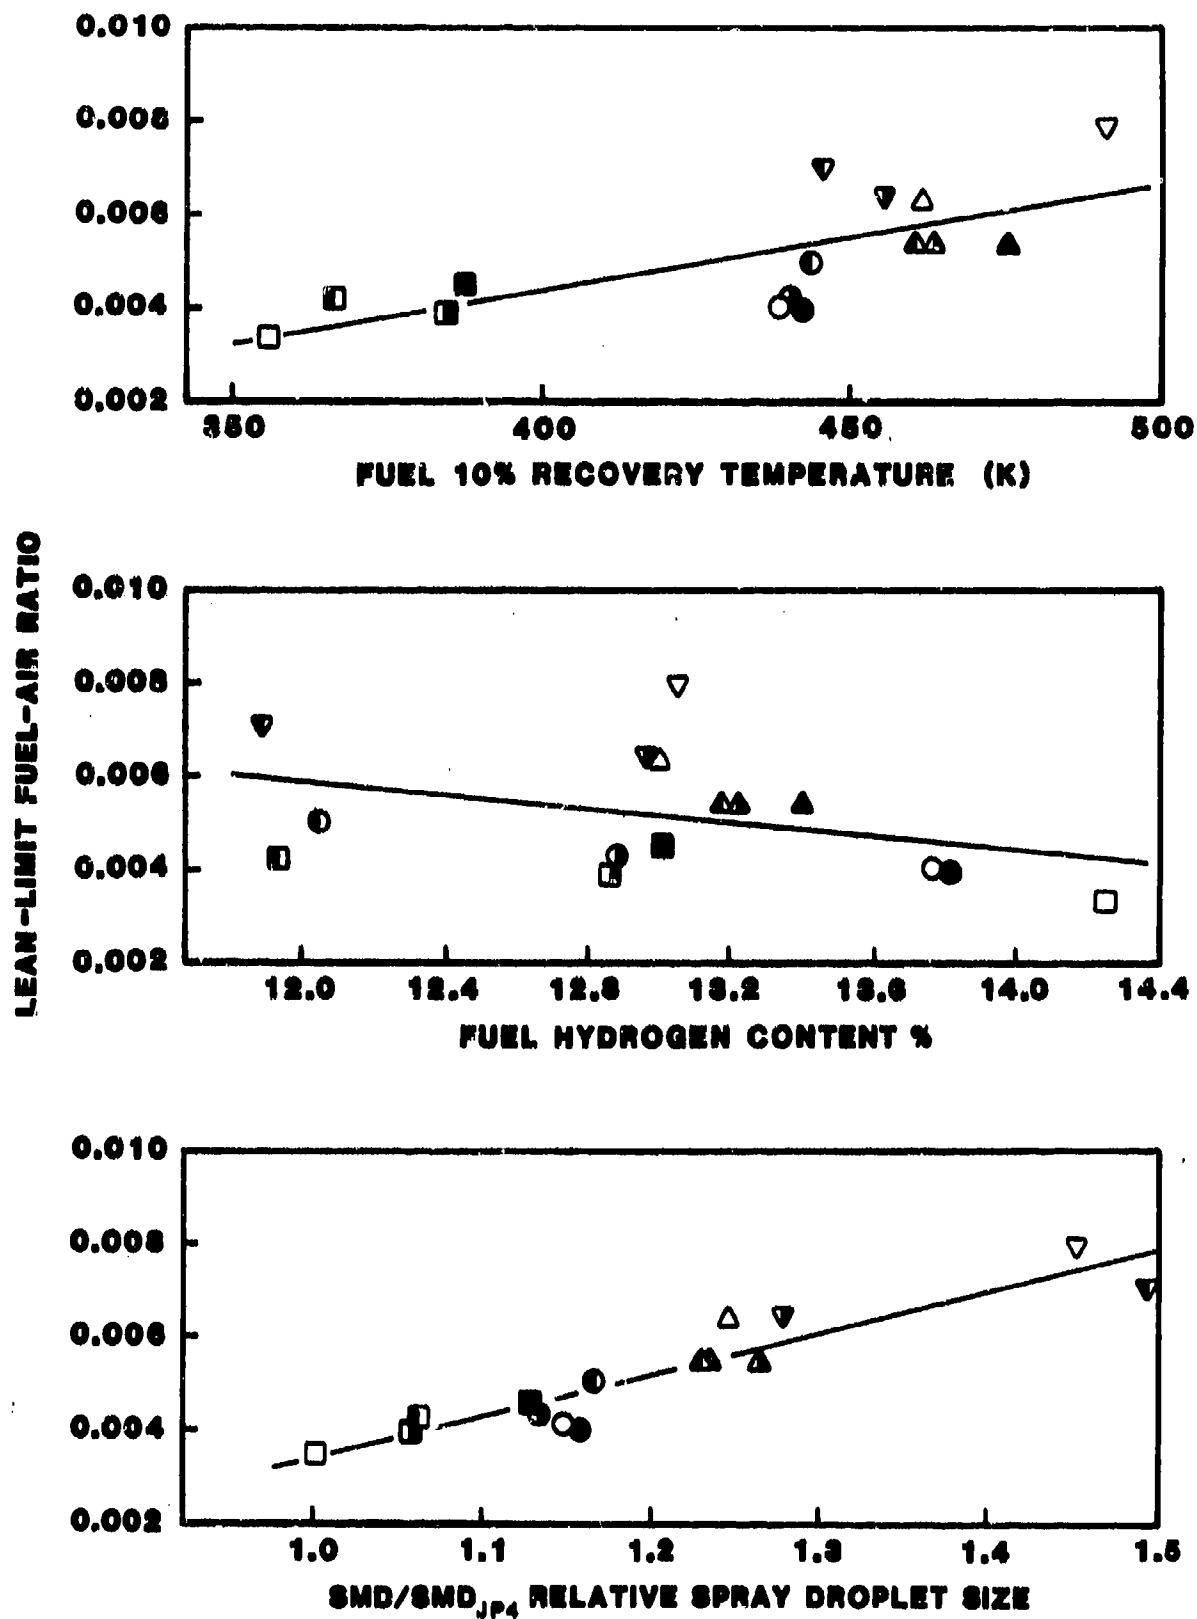 0.010
0.008
0.006
0.004
0.002
350 400 450 500
FUEL 10% RECOVERY TEMPERATURE (K)
LEAN-LIMIT FUEL-AIR RATIO
0.010
0.008
0.006
0.004
0.002
12.0 12.4 12.8 13.2 13.6 14.0 14.4
FUEL HYDROGEN CONTENT %
0.010
0.008
0.006
0.004
0.002
1.0 1.1 1.2 1.3 1.4 1.5
SMD/SMD_JP4 RELATIVE SPRAY DROPLET SIZE